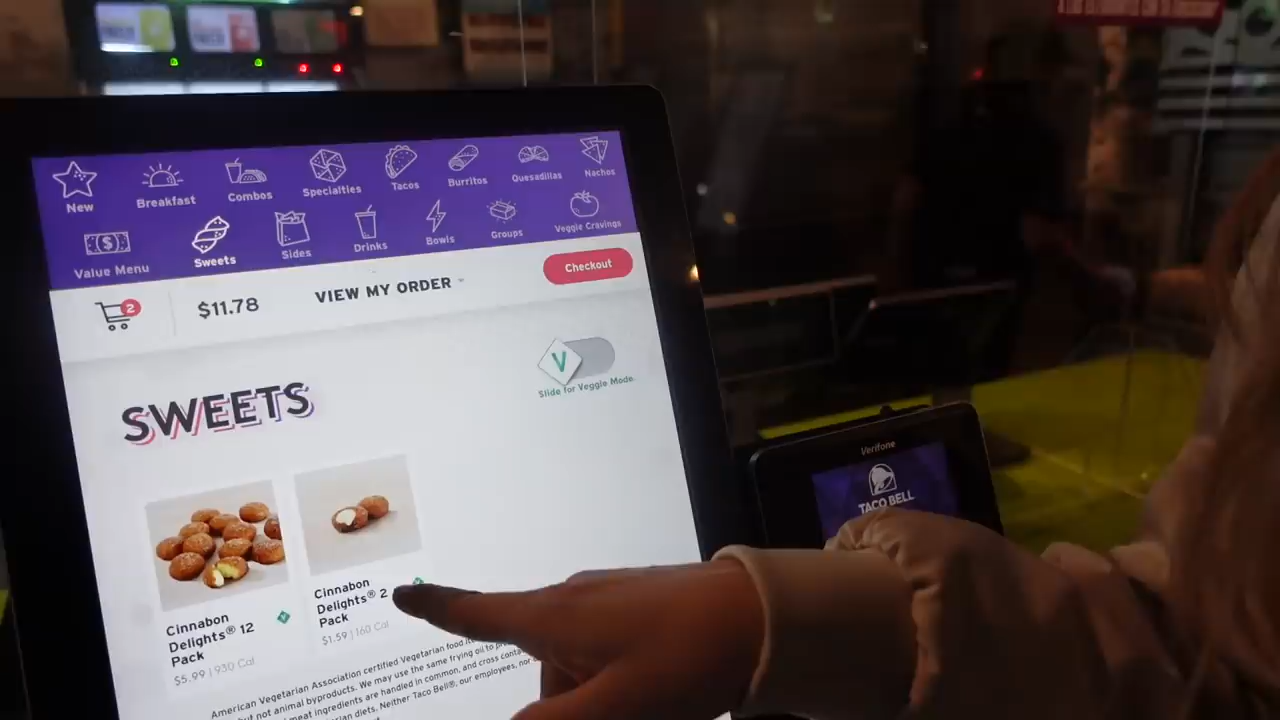 New
Breakfast
Combos
Specialties
Tacos
Burritos
Quesadillas
Nachos
Value Menu
Sweets
Sides
Drinks
Bowls
Groups
Veggie Cravings
2
$11.78
VIEW MY ORDER
Checkout
V
Slide for Veggie Mode
SWEETS
Cinnabon
Delights® 12
Pack
$5.99 | 930 Cal
Cinnabon
Delights® 2
Pack
$1.59 | 160 Cal
American Vegetarian Association certified Vegetarian food
but not animal byproducts. We may use the same frying oil to
meat ingredients are handled in common, and cross
diets. Neither Taco Bell®, our employees, nor
Verifone
TACO BELL